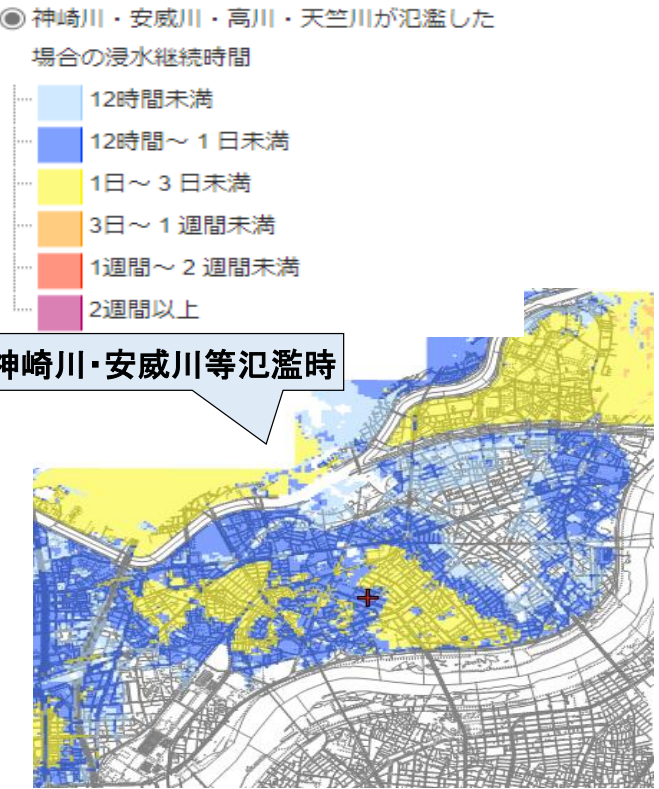 神崎川・安威川・高川・天竺川が氾濫した
場合の浸水継続時間
12時間未満
12時間～１日未満
1日～３日未満
3日～１週間未満
1週間～２週間未満
2週間以上
神崎川・安威川等氾濫時